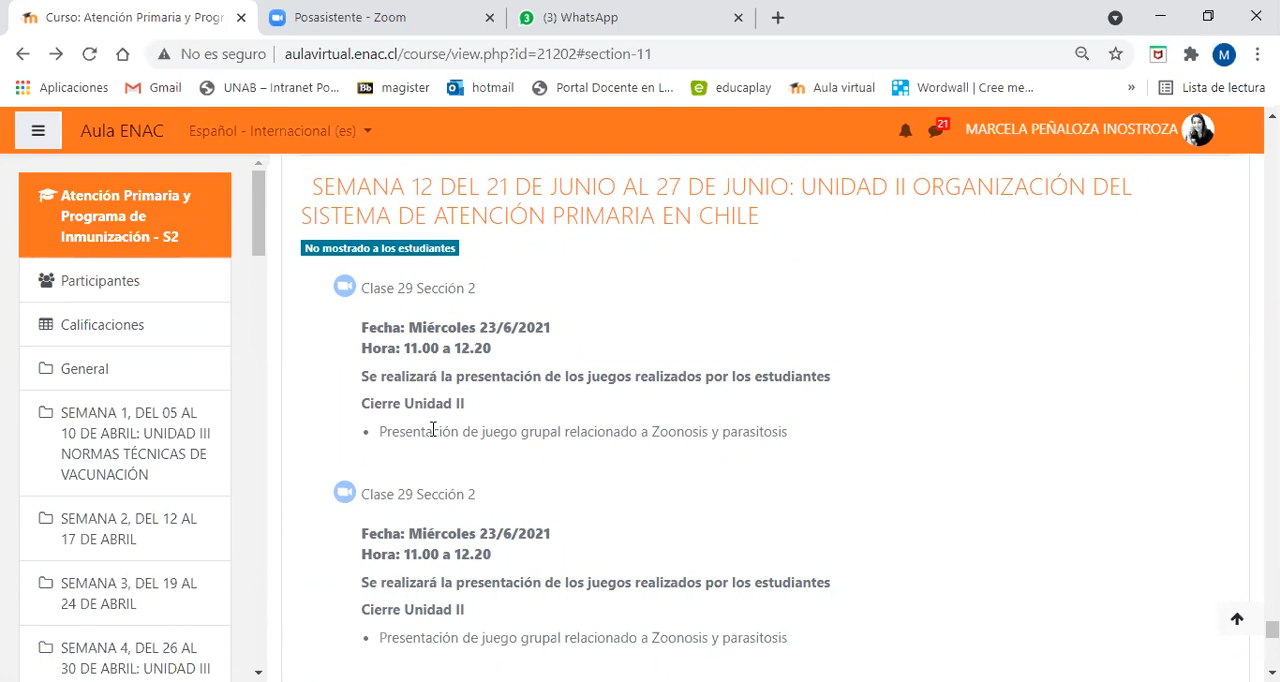 Curso: Atención Primaria y Progr
Posasistente - Zoom
(3) WhatsApp
No es seguro
aulavirtual.enac.cl/course/view.php?id=21202#section-11
M
Aplicaciones
Gmail
UNAB – Intranet Po...
Bb magister
hotmail
Portal Docente en L...
educaplay
Aula virtual
Wordwall | Cree me...
»
Lista de lectura
Aula ENAC
Español - Internacional (es)
21
MARCELA PEÑALOZA INOSTROZA
Atención Primaria y
Programa de
Inmunización - S2
Participantes
Calificaciones
General
SEMANA 1, DEL 05 AL
10 DE ABRIL: UNIDAD III
NORMAS TÉCNICAS DE
VACUNACIÓN
SEMANA 2, DEL 12 AL
17 DE ABRIL
SEMANA 3, DEL 19 AL
24 DE ABRIL
SEMANA 4, DEL 26 AL
30 DE ABRIL: UNIDAD III
SEMANA 12 DEL 21 DE JUNIO AL 27 DE JUNIO: UNIDAD II ORGANIZACIÓN DEL
SISTEMA DE ATENCIÓN PRIMARIA EN CHILE
No mostrado a los estudiantes
Clase 29 Sección 2
Fecha: Miércoles 23/6/2021
Hora: 11.00 a 12.20
Se realizará la presentación de los juegos realizados por los estudiantes
Cierre Unidad II
• Presentación de juego grupal relacionado a Zoonosis y parasitosis
Clase 29 Sección 2
Fecha: Miércoles 23/6/2021
Hora: 11.00 a 12.20
Se realizará la presentación de los juegos realizados por los estudiantes
Cierre Unidad II
• Presentación de juego grupal relacionado a Zoonosis y parasitosis